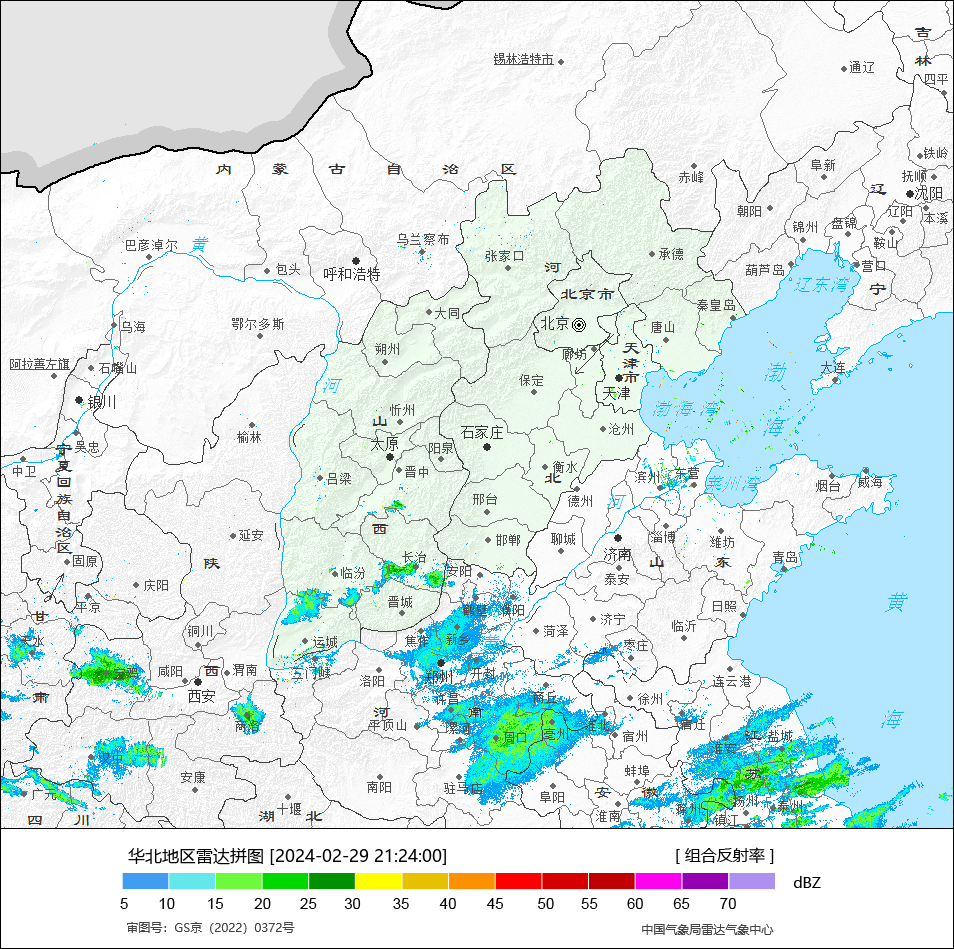 吉
锡林浩特市
通辽
林
四平
铁岭
内 蒙 古 自 治 区
阜新
赤峰
抚顺
辽
沈阳
朝阳
辽阳
本溪
锦州
盘锦
鞍山
巴彦淖尔
黄
乌兰察布
张家口
承德
河
营口
包头
呼和浩特
葫芦岛
辽东湾
宁
北京市
秦皇岛
大同
乌海
鄂尔多斯
北京
唐山
朔州
廊坊
天
津
市
阿拉善左旗
石嘴山
大连
渤
河
保定
天津
银川
忻州
渤海湾
山
沧州
海
榆林
石家庄
太原
吴忠
阳泉
宁
夏
回
族
自
治
区
中卫
晋中
衡水
吕梁
北
滨州
东营
莱州湾
烟台
威海
邢台
德州
河
西
延安
邯郸
聊城
淄博
潍坊
济南
山
东
青岛
固原
陕
长治
临汾
安阳
泰安
庆阳
平凉
晋城
鹤壁
濮阳
日照
黄
甘
济宁
铜川
运城
焦作
新乡
菏泽
临沂
天水
枣庄
咸阳
西
渭南
郑州
开封
洛阳
连云港
西安
肃
许昌
商丘
徐州
宿迁
河
南
平顶山
漯河
商洛
周口
亳州
淮北
宿州
海
江
盐城
淮安
汉中
安康
南阳
驻马店
阜阳
蚌埠
苏
安
徽
扬州
泰州
广元
十堰
滁州
淮南
镇江
四 川
湖 北
华北地区雷达拼图 [2024-02-29 21:24:00]
[ 组合反射率 ]
dBZ
5 10 15 20 25 30 35 40 45 50 55 60 65 70
审图号：GS京（2022）0372号
中国气象局雷达气象中心